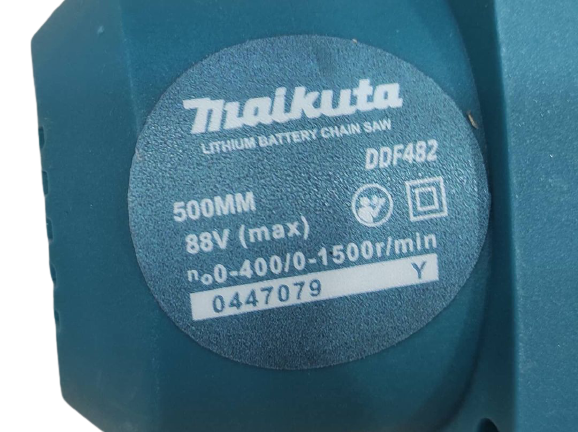 Maikuta
LITHIUM BATTERY CHAIN SAW
DDF482
500MM
88V (max)
n₀0-400/0-1500r/min
0447079 Y